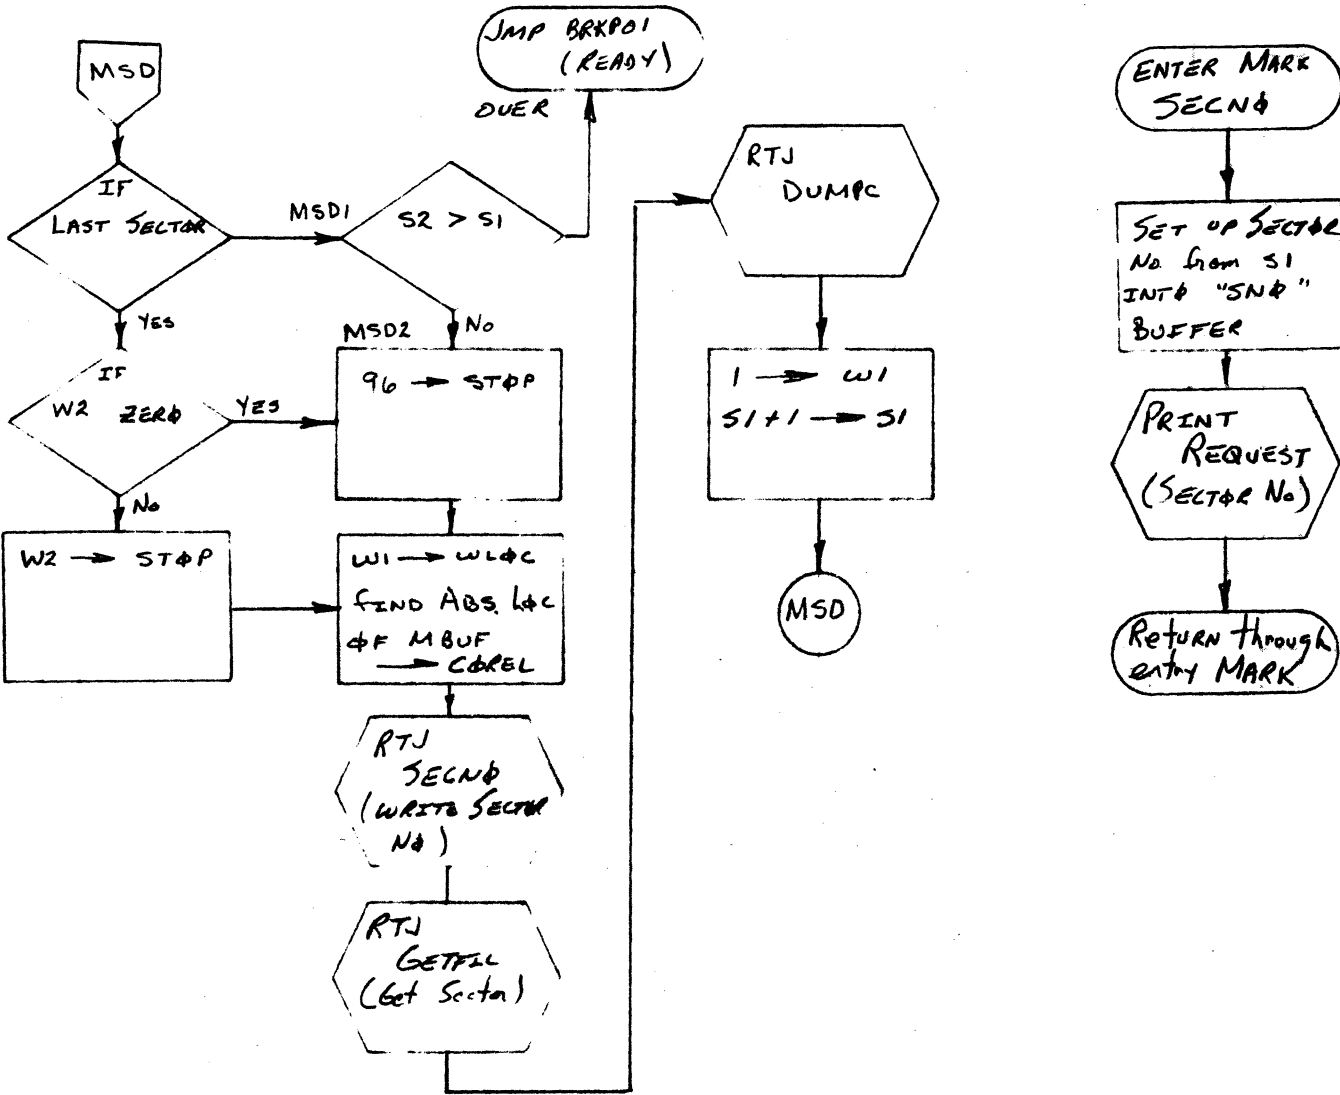 MSD
IF
LAST SECTØR
YES
IF
W2 ZERØ
YES
No
W2 → STØP
MSD1
S2 > S1
OVER
JMP BRKPO1
(READY)
No
MSD2
96 → STØP
W1 → WLØC
FIND ABS. LØC
ØF MBUF
→ CØREL
RTJ
SECNØ
(WRITE SECTØR
NØ)
RTJ
GETFIL
(Get Sector)
RTJ
DUMPC
1 → W1
S1 + 1 → S1
MSD
ENTER MARK
SECNØ
SET UP SECTØR
No. from S1
INTØ "SNØ"
BUFFER
PRINT
REQUEST
(SECTØR No)
Return through
entry MARK